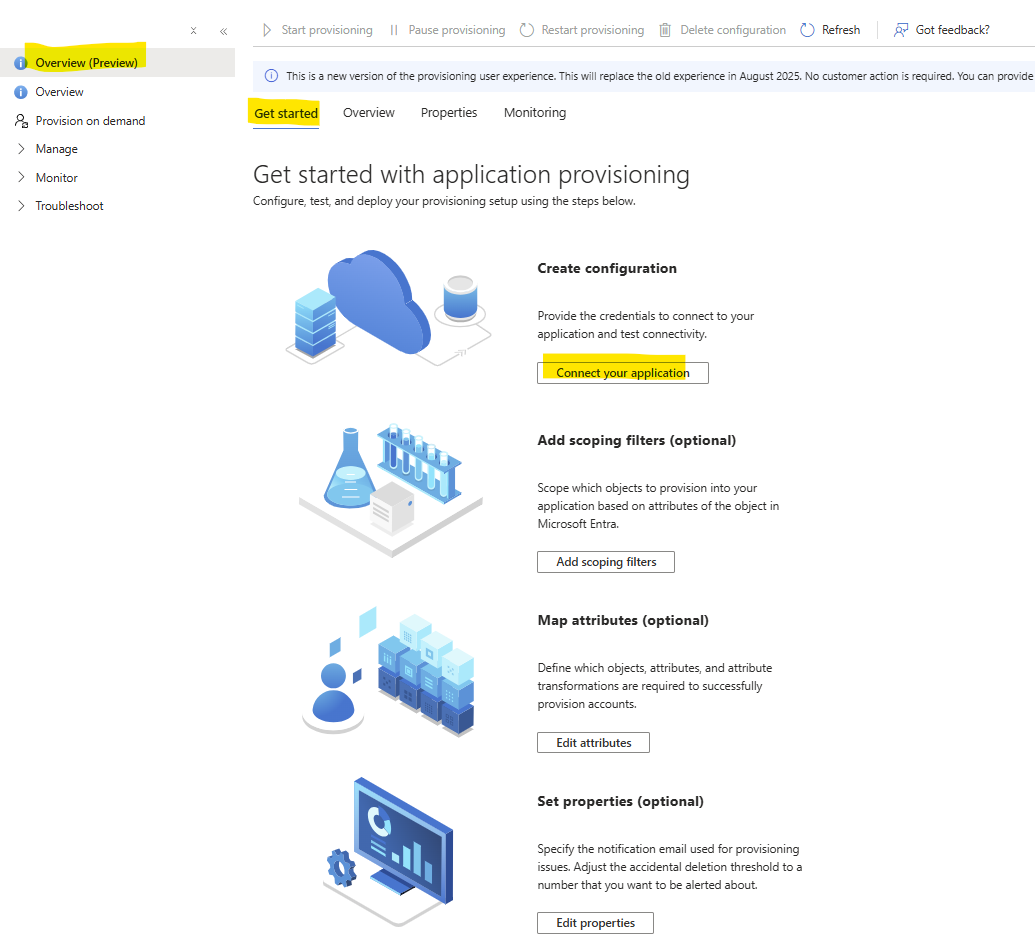 Start provisioning
Pause provisioning
Restart provisioning
Delete configuration
Refresh
Got feedback?
Overview (Preview)
Overview
Provision on demand
Manage
Monitor
Troubleshoot
This is a new version of the provisioning user experience. This will replace the old experience in August 2025. No customer action is required. You can provide
Get started
Overview
Properties
Monitoring
Get started with application provisioning
Configure, test, and deploy your provisioning setup using the steps below.
Create configuration
Provide the credentials to connect to your
application and test connectivity.
Connect your application
Add scoping filters (optional)
Scope which objects to provision into your
application based on attributes of the object in
Microsoft Entra.
Add scoping filters
Map attributes (optional)
Define which objects, attributes, and attribute
transformations are required to successfully
provision accounts.
Edit attributes
Set properties (optional)
Specify the notification email used for provisioning
issues. Adjust the accidental deletion threshold to a
number that you want to be alerted about.
Edit properties